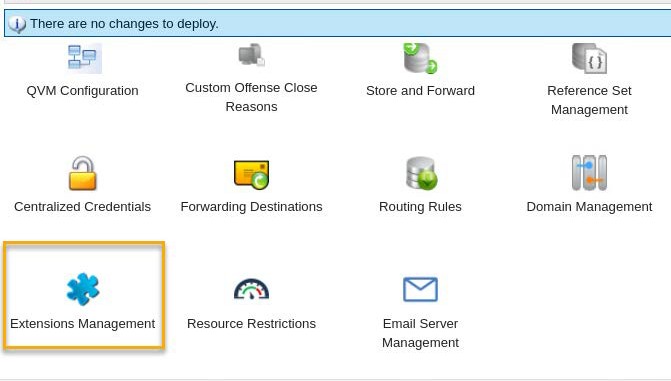 There are no changes to deploy.
QVM Configuration
Custom Offense Close
Reasons
Store and Forward
Reference Set
Management
Centralized Credentials
Forwarding Destinations
Routing Rules
Domain Management
Extensions Management
Resource Restrictions
Email Server
Management